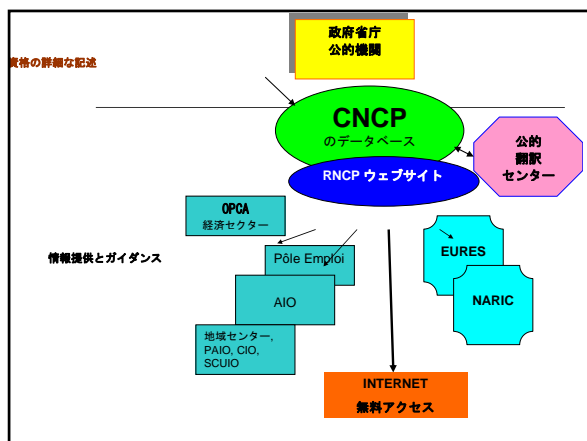 政府省庁
公的機関
資格の詳細な記述
CNCP
のデータベース
公的
翻訳
センター
RNCP ウェブサイト
OPCA
経済セクター
情報提供とガイダンス
Pôle Emploi
EURES
AIO
NARIC
地域センター,
PAIO, CIO,
SCUIO
INTERNET
無料アクセス